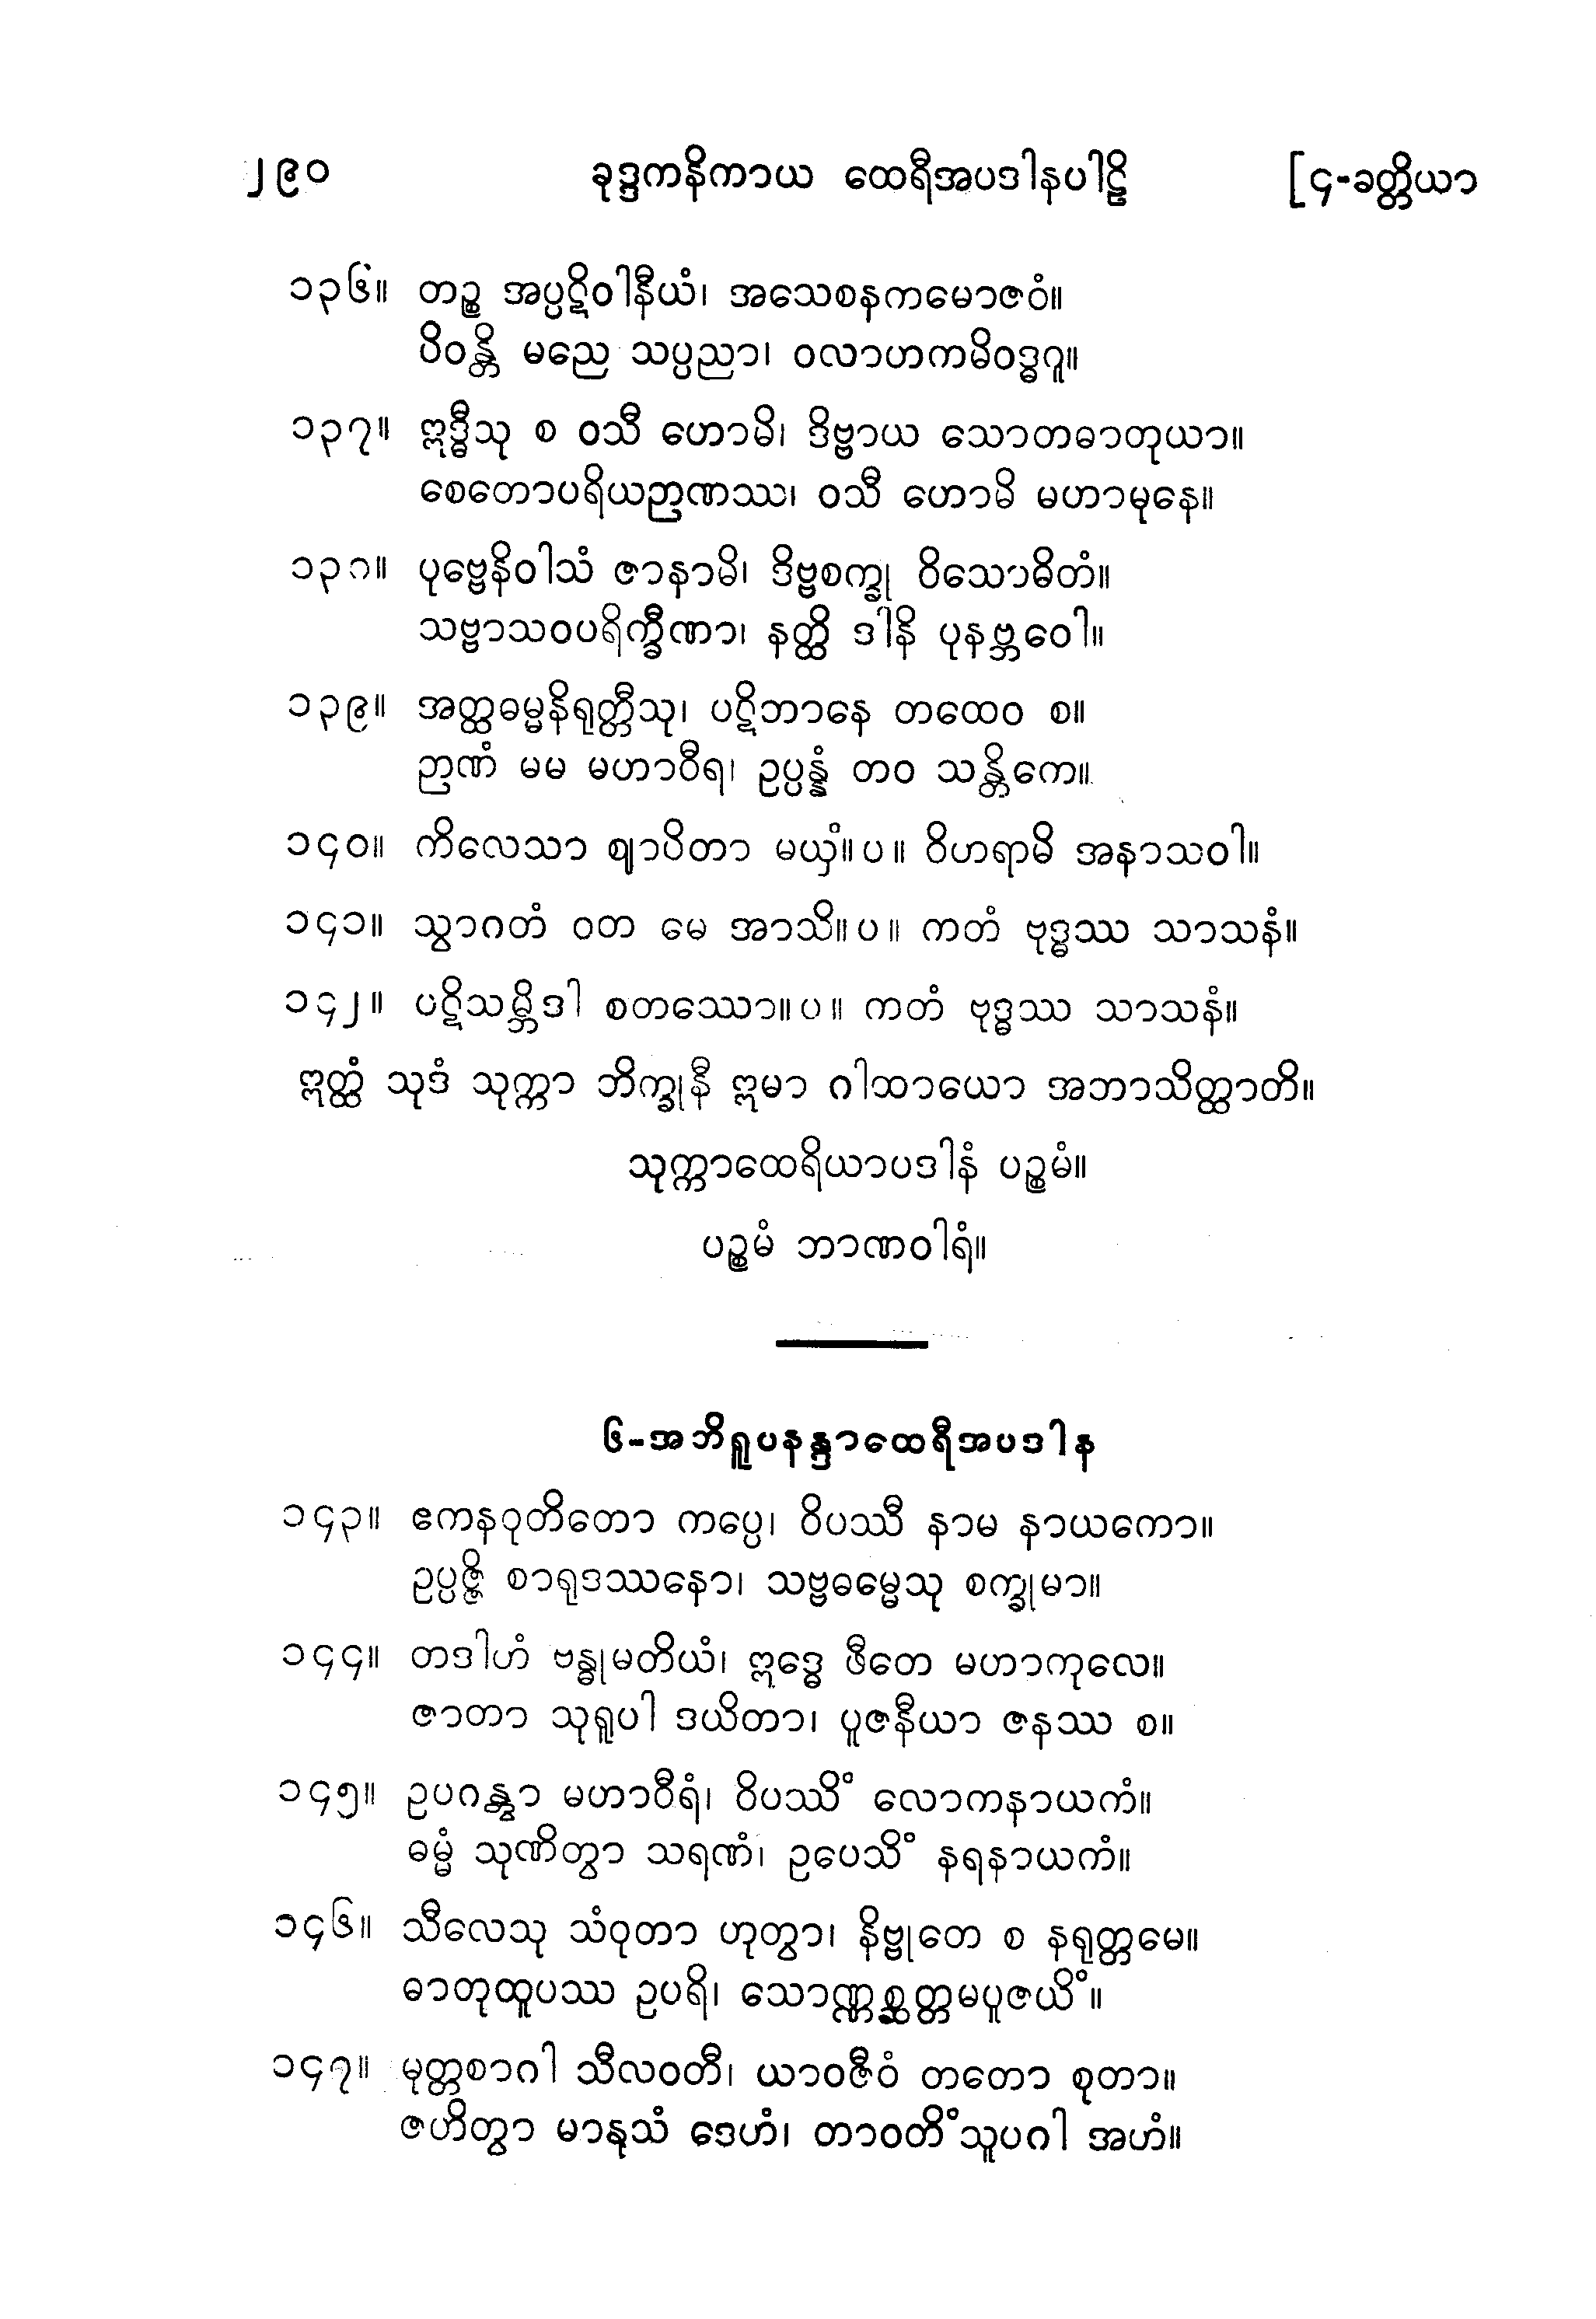 ၂၉၀ ခုဒ္ဒကနိကာယ ထေရီအပဒါနပါဠိ [၄-ခတ္တိယာ
၁၃၆။ တဉ္စ အပ္ပဋိဝါနီယံ၊ အသေစနကမောဇဝံ။
ပိဝန္တိ မညေ သပ္ပညာ၊ ဝလာဟကမိဝဒ္ဓဂူ။
၁၃၇။ ဣဒ္ဓီသု စ ဝသီ ဟောမိ၊ ဒိဗ္ဗာယ သောတဓာတုယာ။
စေတောပရိယဉာဏဿ၊ ဝသီ ဟောမိ မဟာမုနေ။
၁၃၈။ ပုဗ္ဗေနိဝါသံ ဇာနာမိ၊ ဒိဗ္ဗစက္ခု ဝိသောဓိတံ။
သဗ္ဗာသဝပရိက္ခီဏာ၊ နတ္ထိ ဒါနိ ပုနဗ္ဘဝေါ။
၁၃၉။ အတ္ထဓမ္မနိရုတ္တီသု၊ ပဋိဘာနေ တထေဝ စ။
ဉာဏံ မမ မဟာဝီရ၊ ဥပ္ပန္နံ တဝ သန္တိကေ။
၁၄၀။ ကိလေသာ ဈာပိတာ မယှံ။ပ။ ဝိဟရာမိ အနာသဝါ။
၁၄၁။ သွာဂတံ ဝတ မေ အာသိ။ပ။ ကတံ ဗုဒ္ဓဿ သာသနံ။
၁၄၂။ ပဋိသမ္ဘိဒါ စတဿော။ပ။ ကတံ ဗုဒ္ဓဿ သာသနံ။
ဣတ္ထံ သုဒံ သုက္ကာ ဘိက္ခုနီ ဣမာ ဂါထာယော အဘာသိတ္ထာတိ။
သုက္ကာထေရိယာပဒါနံ ပဉ္စမံ။
ပဉ္စမံ ဘာဏဝါရံ။
၆-အဘိရူပနန္ဒာထေရီအပဒါန
၁၄၃။ ဧကနဝုတိတော ကပ္ပေ၊ ဝိပဿီ နာမ နာယကော။
ဥပ္ပဇ္ဇိ စာရုဒဿနော၊ သဗ္ဗဓမ္မေသု စက္ခုမာ။
၁၄၄။ တဒါဟံ ဗန္ဓုမတိယံ၊ ဣဒ္ဓေ ဖီတေ မဟာကုလေ။
ဇာတာ သုရူပါ ဒယိတာ၊ ပူဇနီယာ ဇနဿ စ။
၁၄၅။ ဥပဂန္တွာ မဟာဝီရံ၊ ဝိပဿိံ လောကနာယကံ။
ဓမ္မံ သုဏိတွာ သရဏံ၊ ဥပေသိံ နရနာယကံ။
၁၄၆။ သီလေသု သံဝုတာ ဟုတွာ၊ နိဗ္ဗုတေ စ နရုတ္တမေ။
ဓာတုထူပဿ ဥပရိ၊ သောဏ္ဏစ္ဆတ္တမပူဇယိံ။
၁၄၇။ မုတ္တစာဂါ သီလဝတီ၊ ယာဝဇီဝံ တတော စုတာ။
ဇဟိတွာ မာနုသံ ဒေဟံ၊ တာဝတိံသူပဂါ အဟံ။